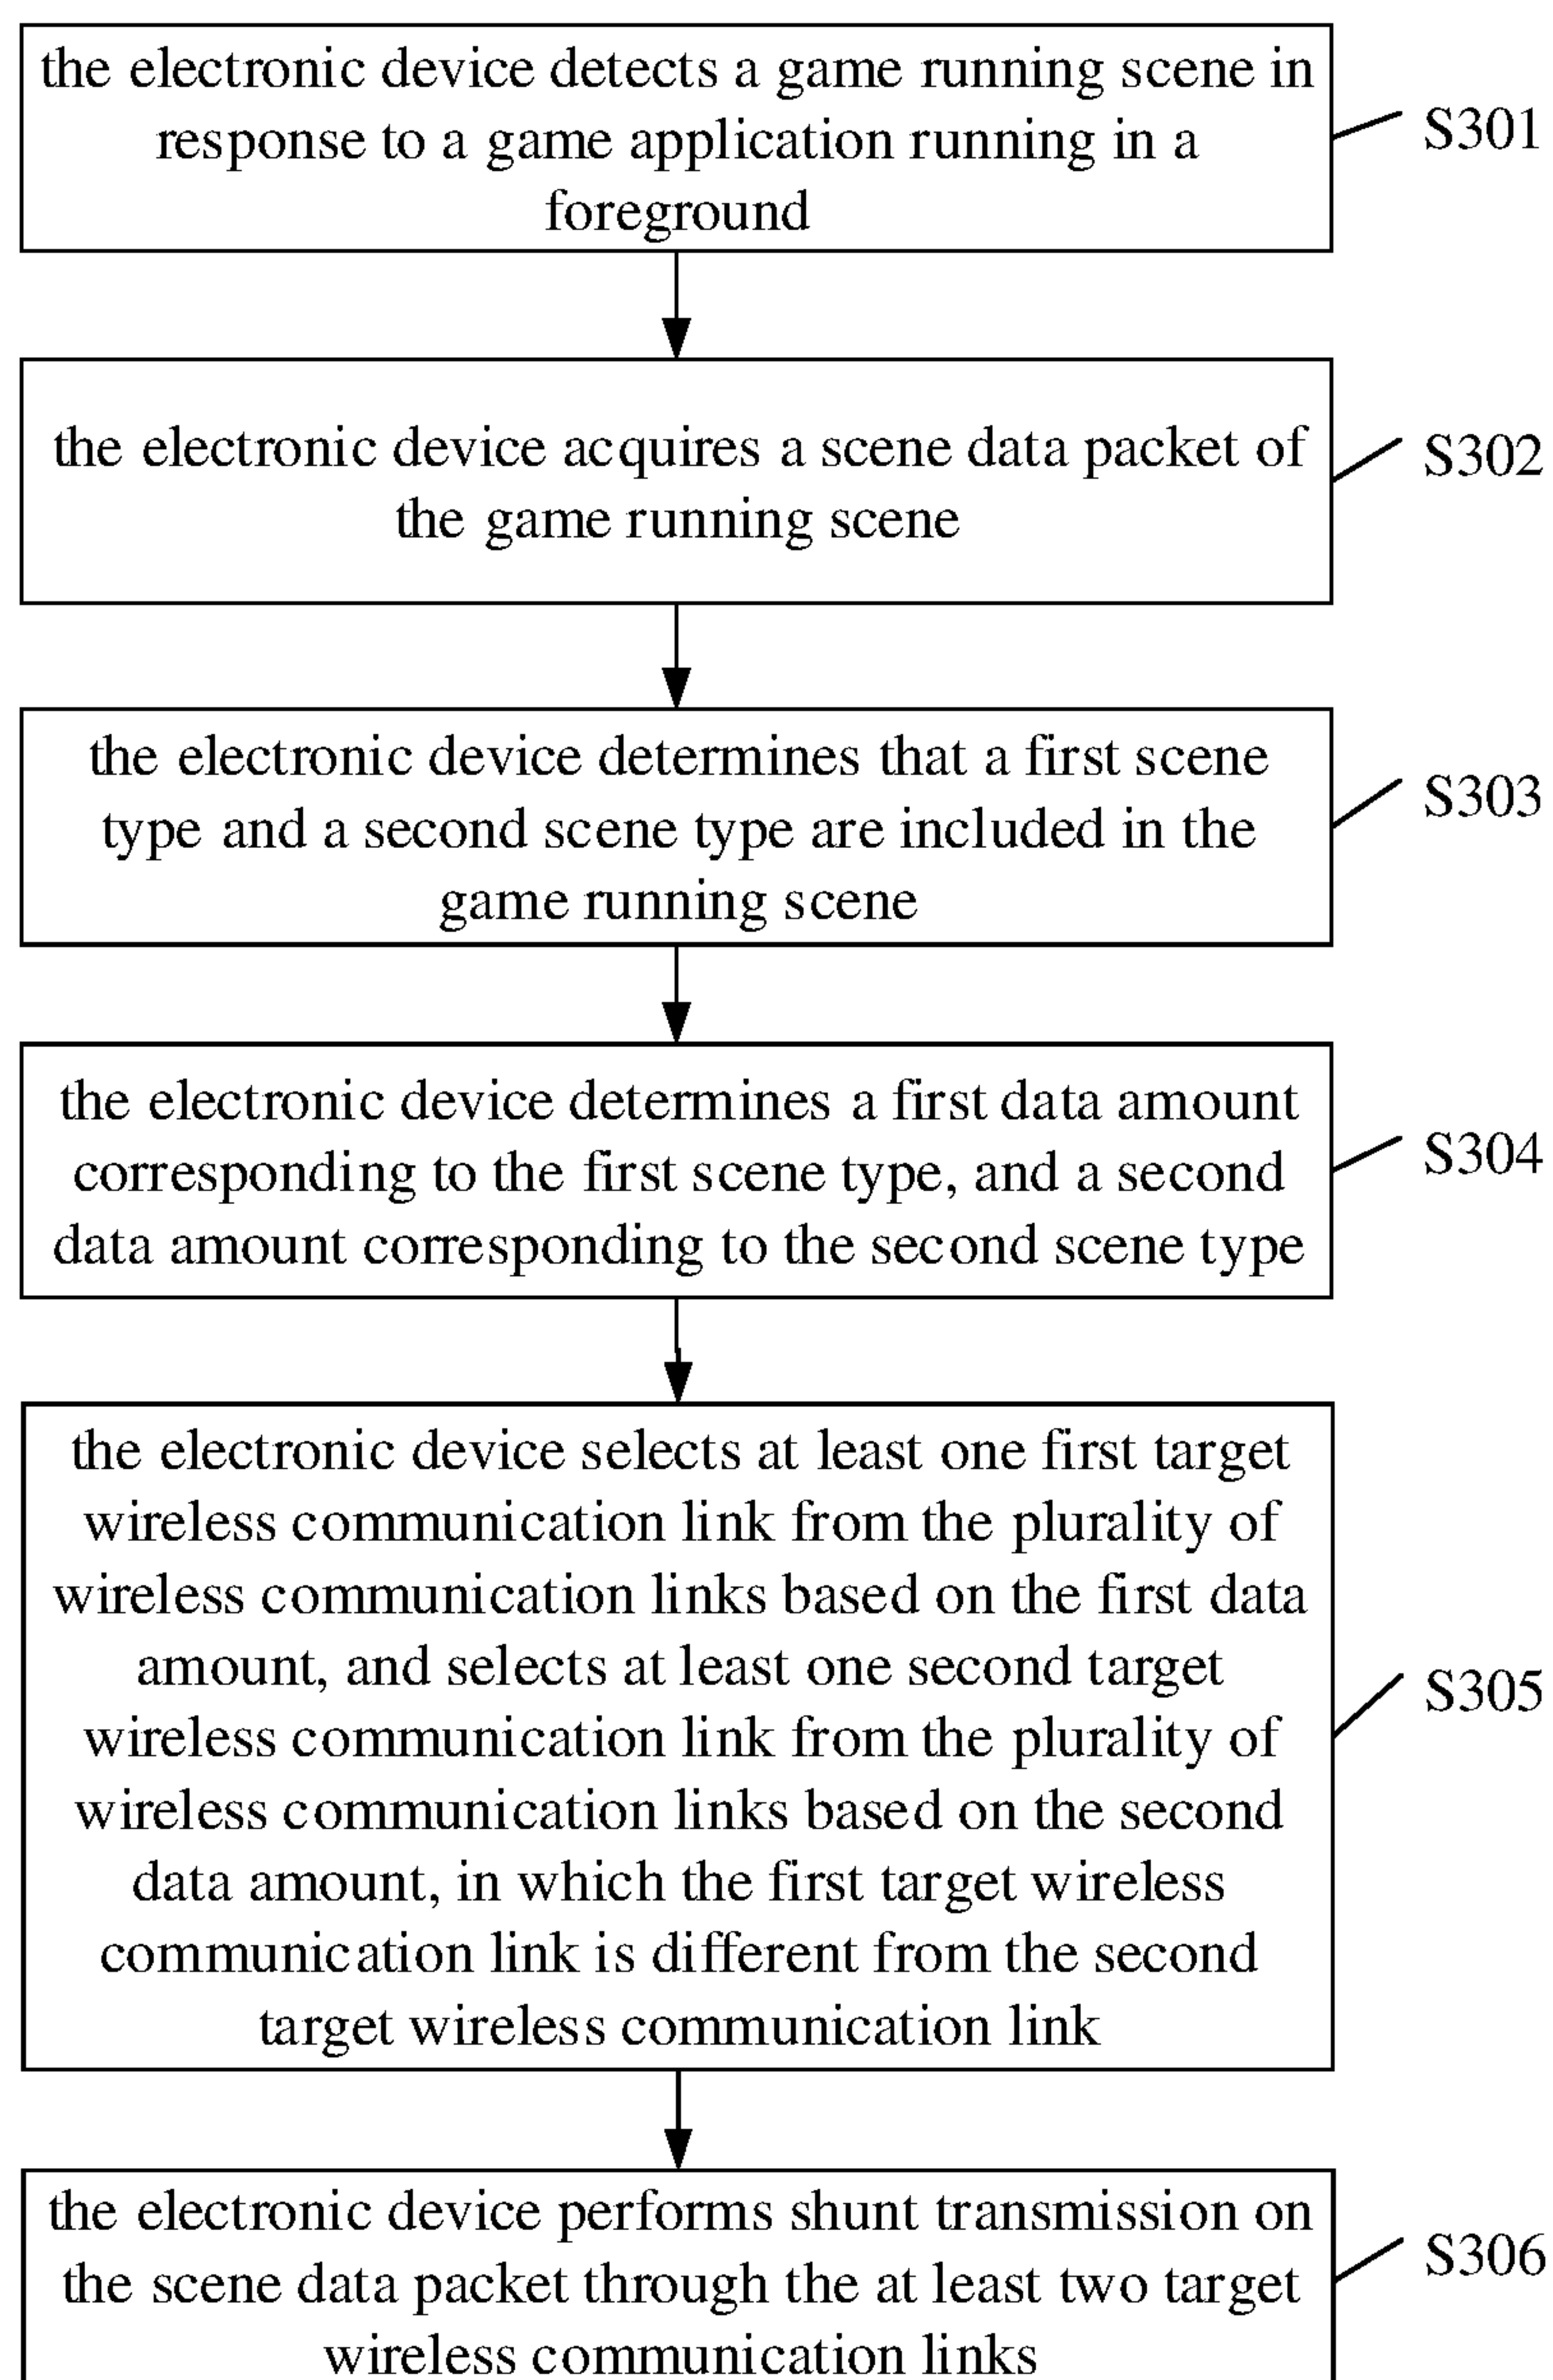 the electronic device detects a game running scene in
response to a game application running in a
foreground
S301
the electronic device acquires a scene data packet of
the game running scene
S302
the electronic device determines that a first scene
type and a second scene type are included in the
game running scene
S303
the electronic device determines a first data amount
corresponding to the first scene type, and a second
data amount corresponding to the second scene type
S304
the electronic device selects at least one first target
wireless communication link from the plurality of
wireless communication links based on the first data
amount, and selects at least one second target
wireless communication link from the plurality of
wireless communication links based on the second
data amount, in which the first target wireless
communication link is different from the second
target wireless communication link
S305
the electronic device performs shunt transmission on
the scene data packet through the at least two target
wireless communication links
S306